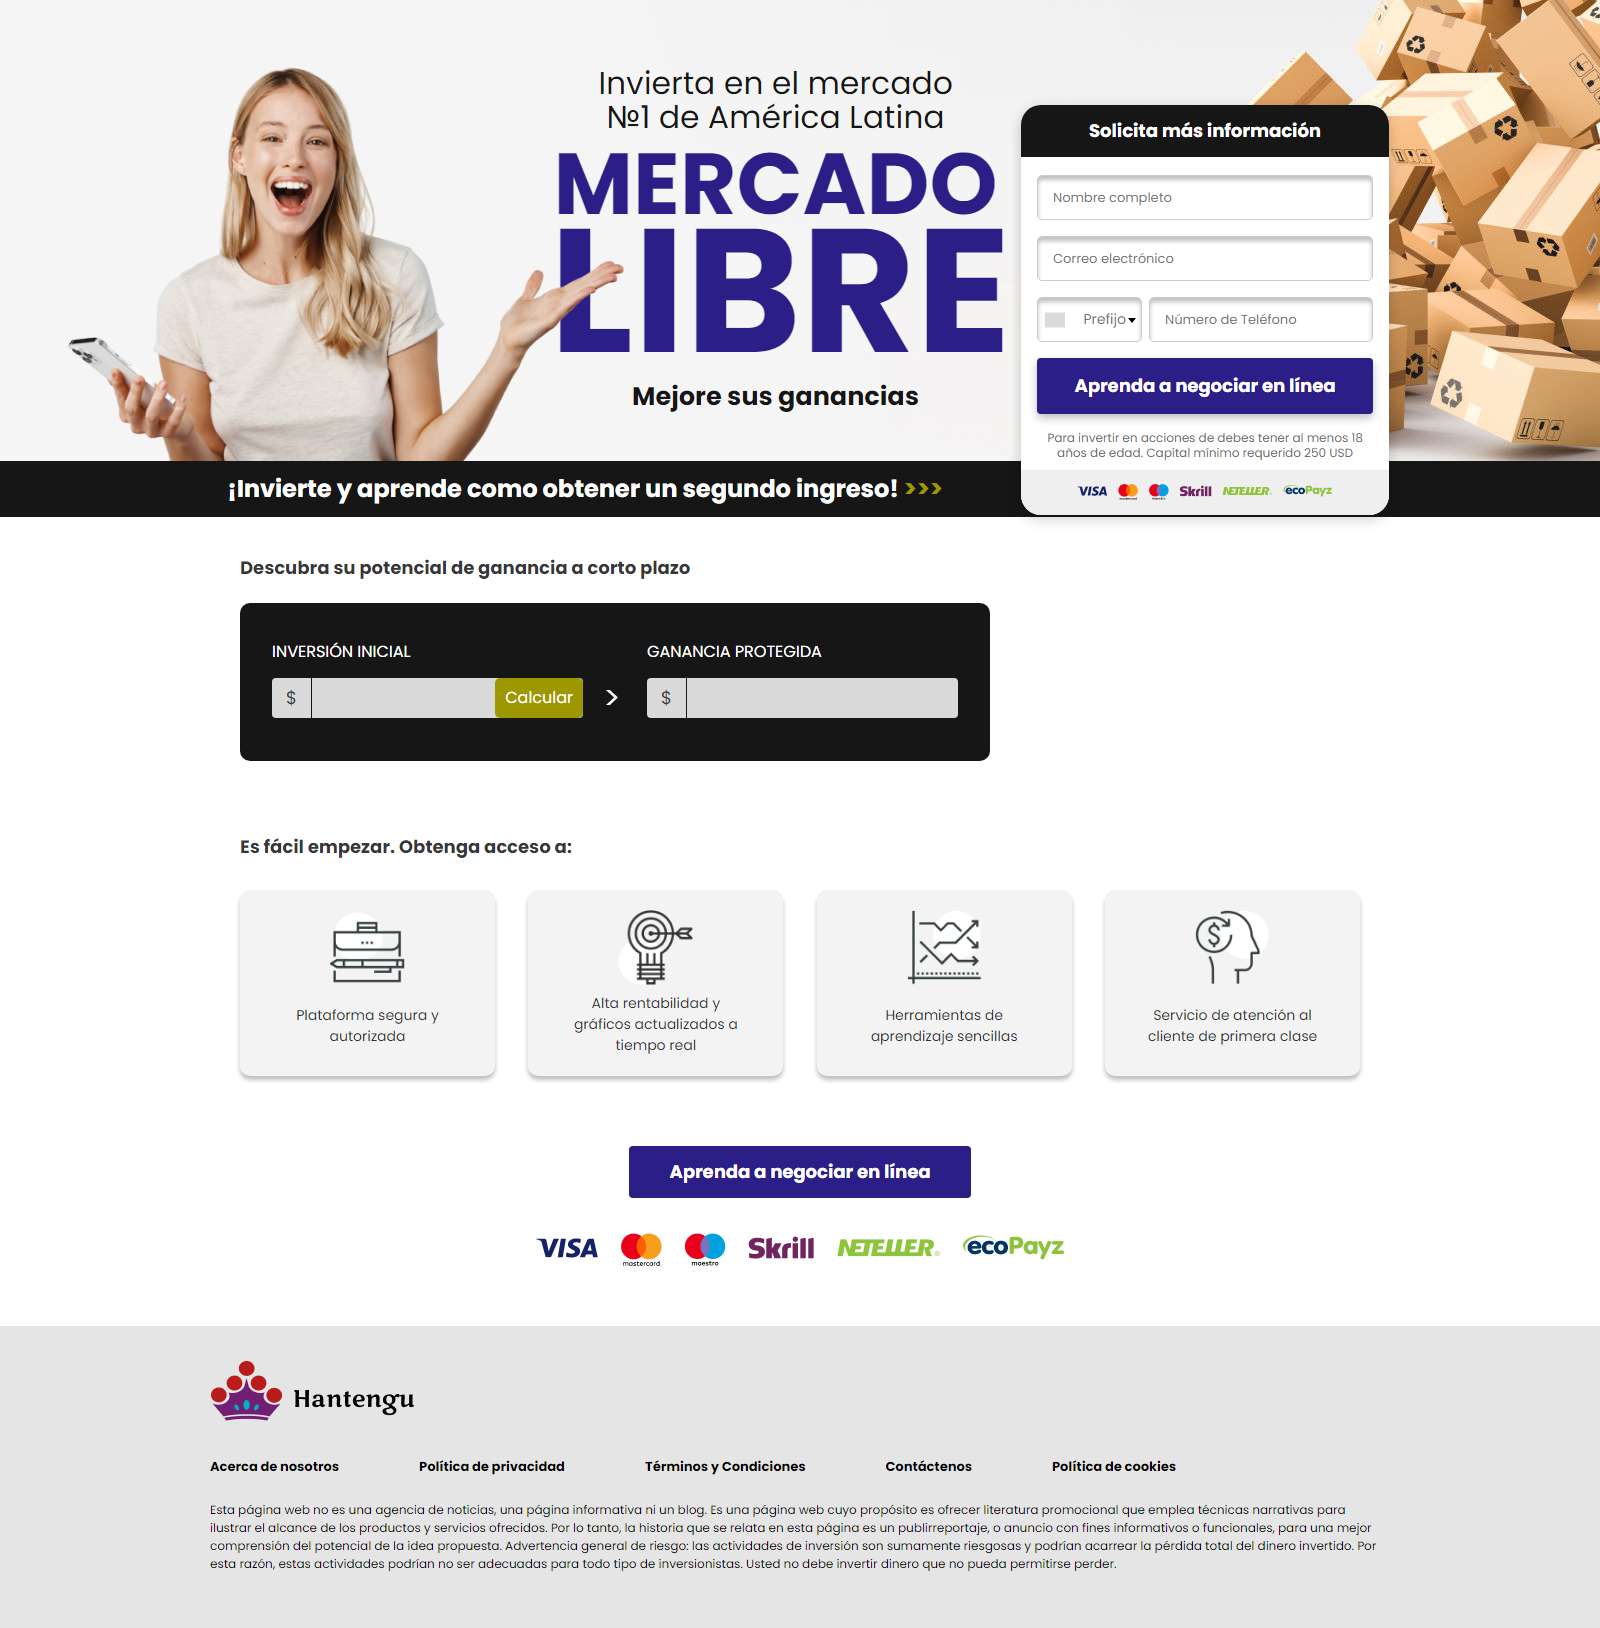 Invierta en el mercado
№1 de América Latina
MERCADO
LIBRE
Mejore sus ganancias
Solicita más información
Nombre completo
Correo electrónico
Prefijo
Número de Teléfono
Aprenda a negociar en línea
Para invertir en acciones de debes tener al menos 18
años de edad. Capital mínimo requerido 250 USD
VISA mastercard maestro Skrill NETELLER ecoPayz
¡Invierte y aprende como obtener un segundo ingreso! >>>
Descubra su potencial de ganancia a corto plazo
INVERSIÓN INICIAL
$
Calcular
>
GANANCIA PROTEGIDA
$
Es fácil empezar. Obtenga acceso a:
Plataforma segura y
autorizada
Alta rentabilidad y
gráficos actualizados a
tiempo real
Herramientas de
aprendizaje sencillas
Servicio de atención al
cliente de primera clase
Aprenda a negociar en línea
VISA mastercard maestro Skrill NETELLER ecoPayz
Hantengu
Acerca de nosotros
Política de privacidad
Términos y Condiciones
Contáctenos
Política de cookies
Esta página web no es una agencia de noticias, una página informativa ni un blog. Es una página web cuyo propósito es ofrecer literatura promocional que emplea técnicas narrativas para
ilustrar el alcance de los productos y servicios ofrecidos. Por lo tanto, la historia que se relata en esta página es un publirreportaje, o anuncio con fines informativos o funcionales, para una mejor
comprensión del potencial de la idea propuesta. Advertencia general de riesgo: las actividades de inversión son sumamente riesgosas y podrían acarrear la pérdida total del dinero invertido. Por
esta razón, estas actividades podrían no ser adecuadas para todo tipo de inversionistas. Usted no debe invertir dinero que no pueda permitirse perder.